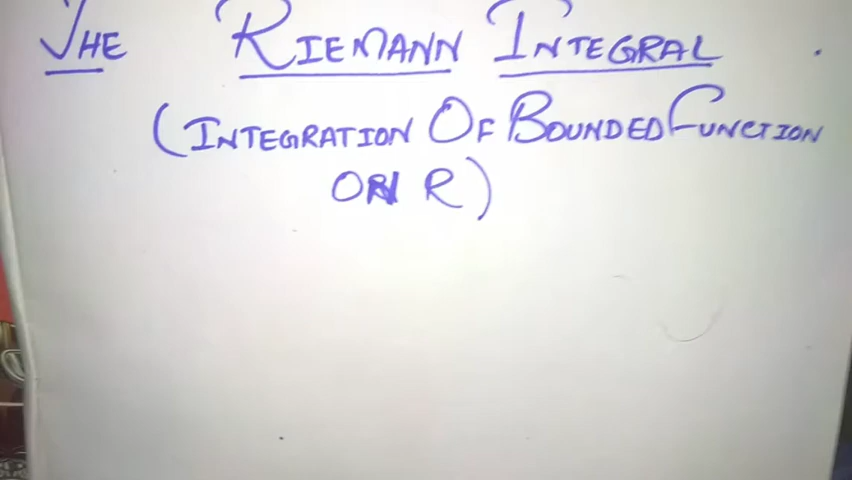 THE RIEMANN INTEGRAL
(INTEGRATION OF BOUNDED FUNCTION
ON R)